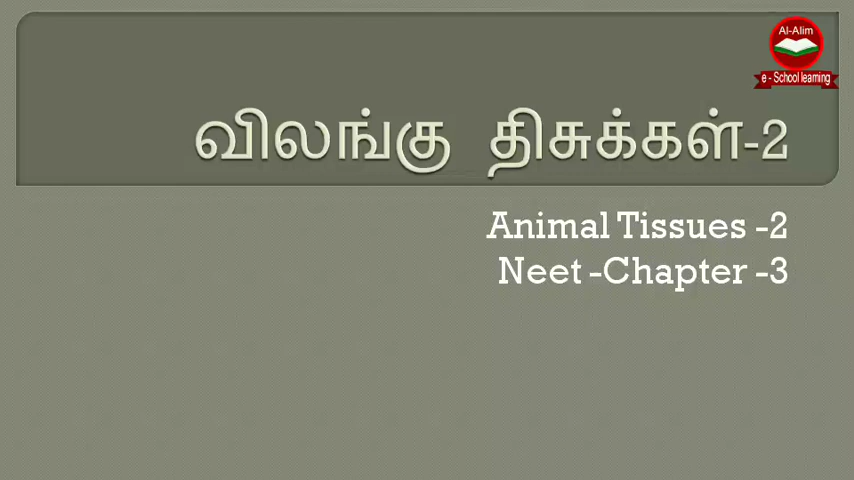 Al-Alim
e - School learning
விலங்கு திசுக்கள்-2
Animal Tissues -2
Neet -Chapter -3